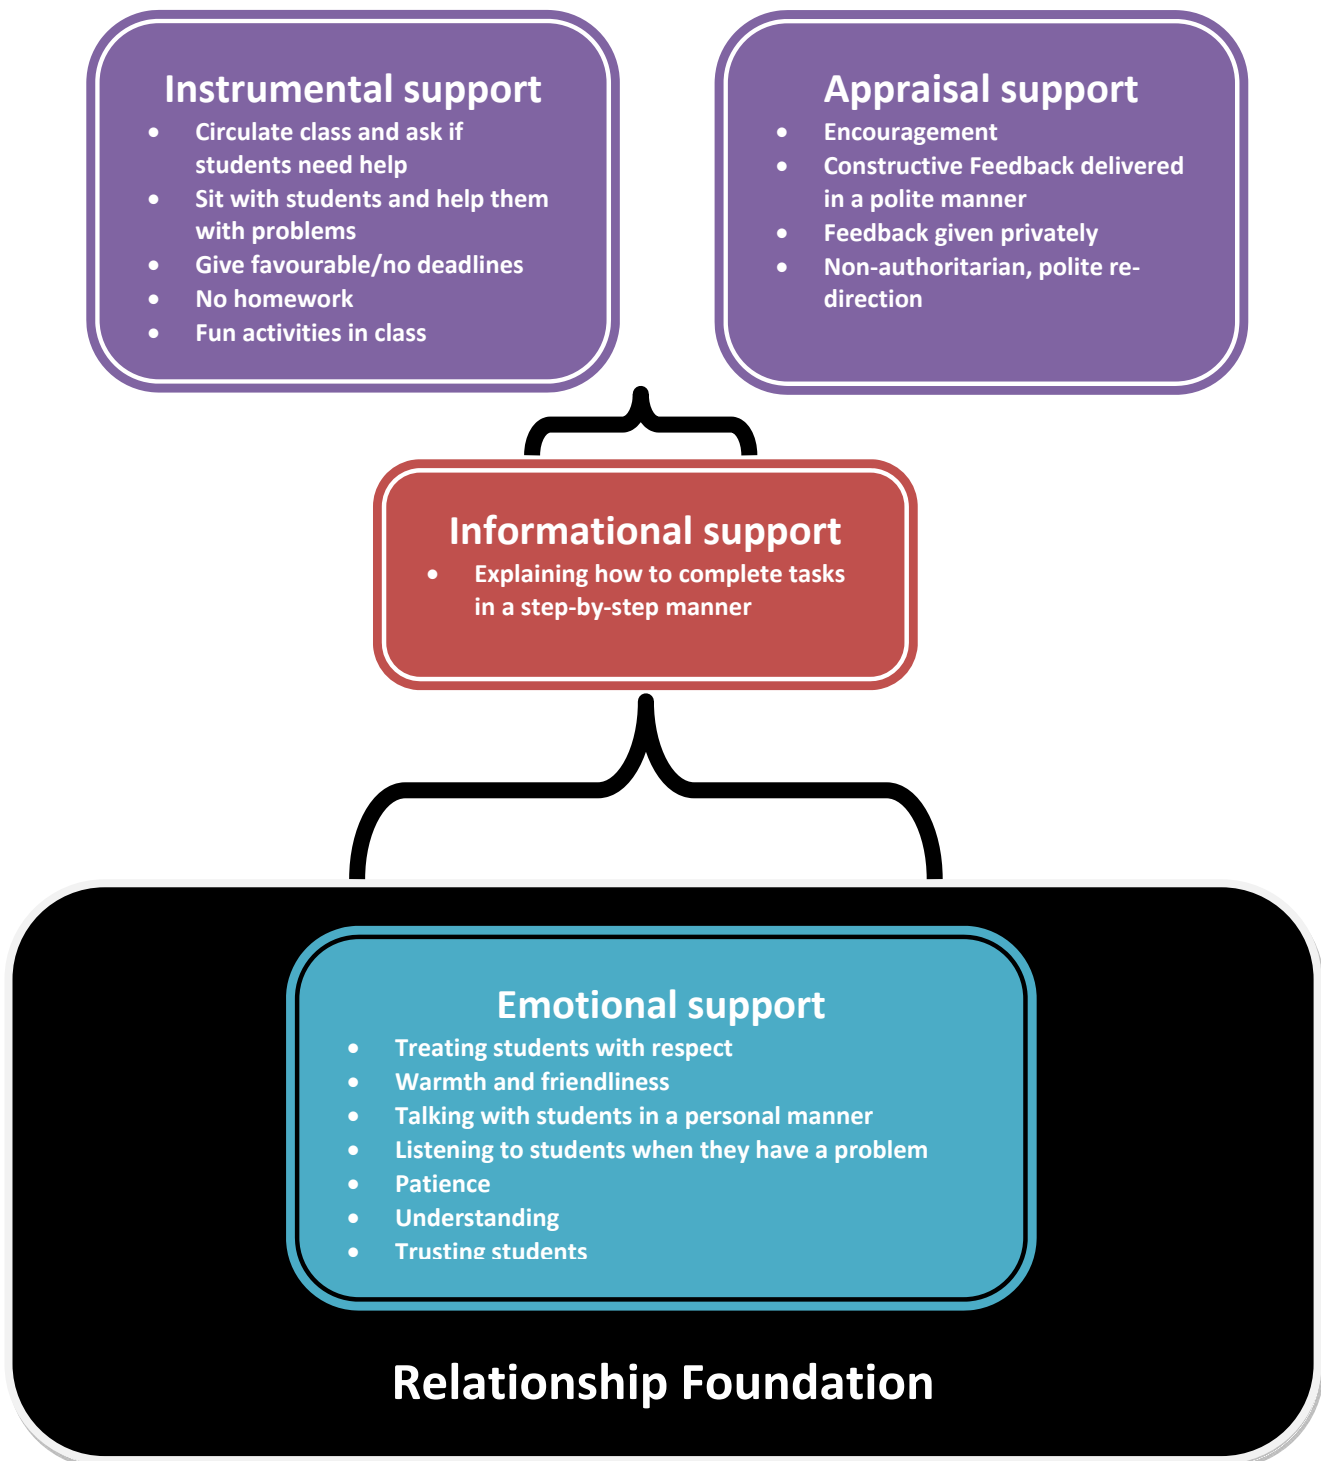 Instrumental support
• Circulate class and ask if
students need help
• Sit with students and help them
with problems
• Give favourable/no deadlines
• No homework
• Fun activities in class
Appraisal support
• Encouragement
• Constructive Feedback delivered
in a polite manner
• Feedback given privately
• Non-authoritarian, polite re-
direction
Informational support
• Explaining how to complete tasks
in a step-by-step manner
Emotional support
• Treating students with respect
• Warmth and friendliness
• Talking with students in a personal manner
• Listening to students when they have a problem
• Patience
• Understanding
• Trusting students
Relationship Foundation